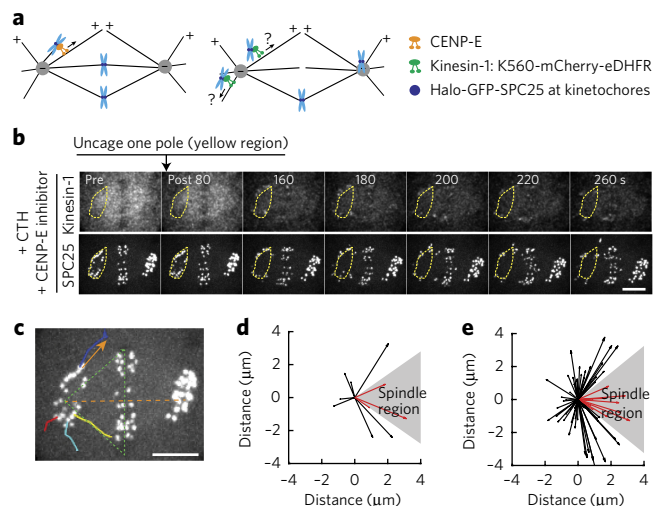 a
+ + + + ? + + + +
− − − −
?
CENP-E
Kinesin-1: K560-mCherry-eDHFR
Halo-GFP-SPC25 at kinetochores
b
Uncage one pole (yellow region)
+ CTH
+ CENP-E inhibitor
Kinesin-1
SPC25
Pre Post 80 160 180 200 220 260 s
c
d
4
2
0
−2
−4
Distance (μm)
Spindle
region
−4 −2 0 2 4
Distance (μm)
e
4
2
0
−2
−4
Distance (μm)
Spindle
region
−4 −2 0 2 4
Distance (μm)